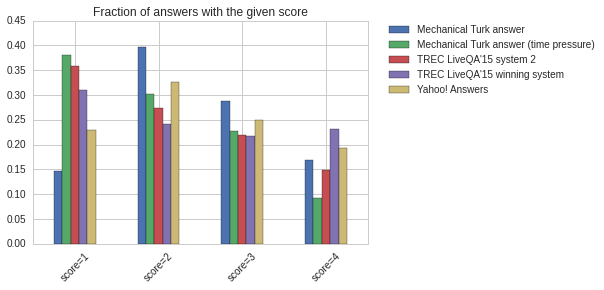 Fraction of answers with the given score
0.45
0.40
0.35
0.30
0.25
0.20
0.15
0.10
0.05
0.00
score=1
score=2
score=3
score=4
Mechanical Turk answer
Mechanical Turk answer (time pressure)
TREC LiveQA'15 system 2
TREC LiveQA'15 winning system
Yahoo! Answers